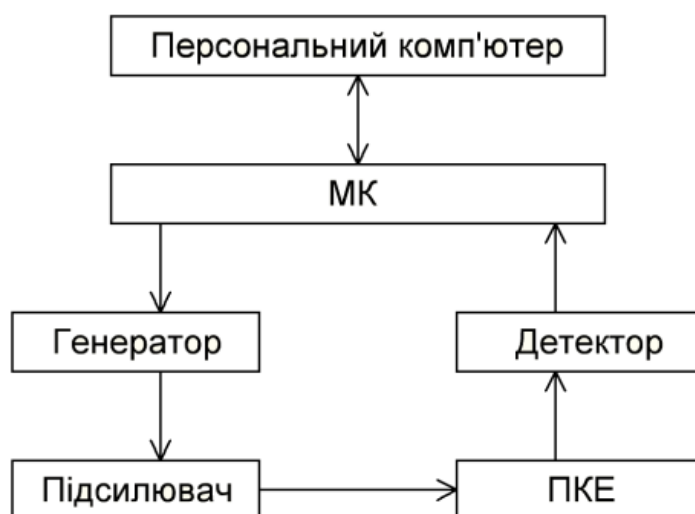 Персональний комп'ютер
МК
Генератор
Детектор
Підсилювач
ПКЕ